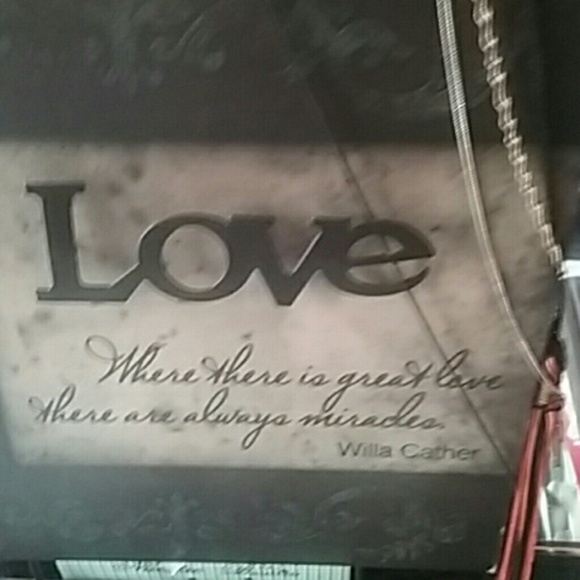 Love
Where there is great love
there are always miracles.
Willa Cather